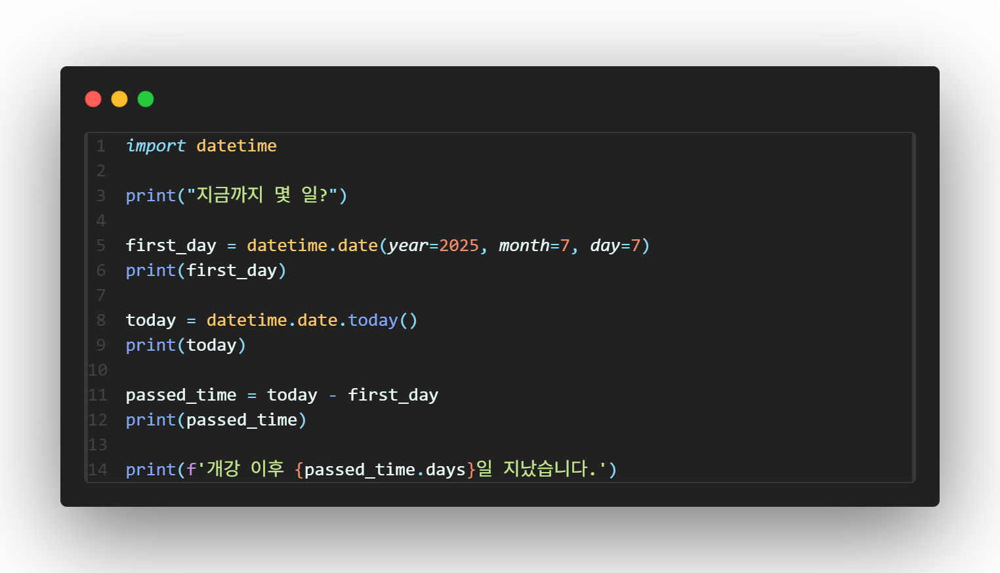 1 import datetime
2
3 print("지금까지 몇 일?")
4
5 first_day = datetime.date(year=2025, month=7, day=7)
6 print(first_day)
7
8 today = datetime.date.today()
9 print(today)
10
11 passed_time = today - first_day
12 print(passed_time)
13
14 print(f'개강 이후 {passed_time.days}일 지났습니다.')